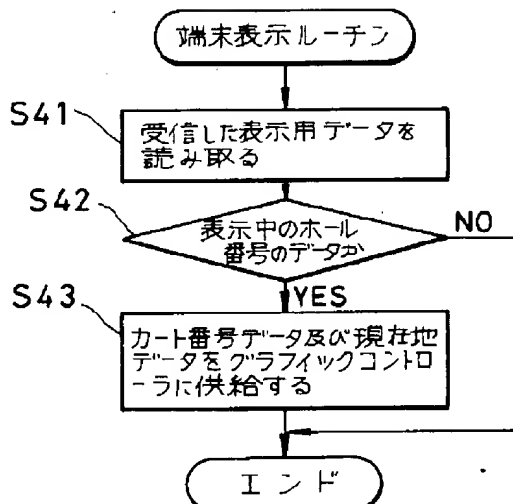 端末表示ルーチン
S41
受信した表示用データを
読み取る
S42
表示中のホール
番号のデータか
NO
YES
S43
カート番号データ及び現在地
データをグラフィックコントロ
ーラに供給する
エンド